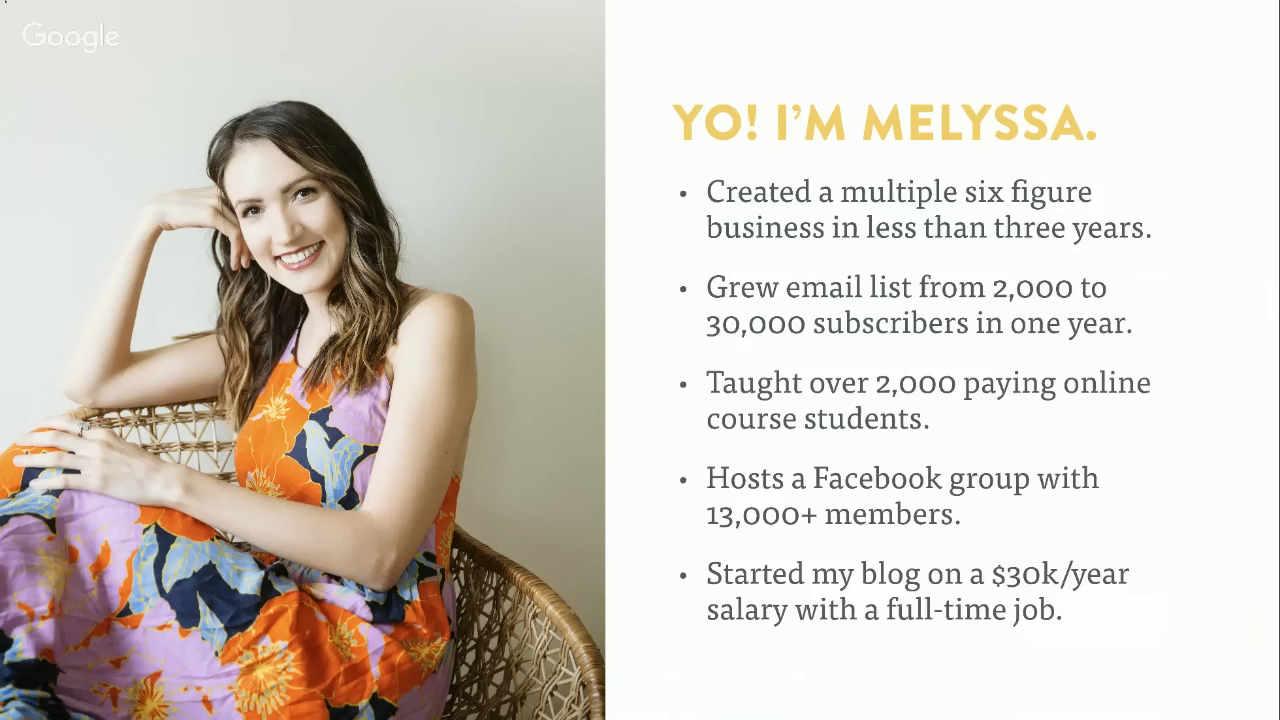 Google
YO! I'M MELYSSA.
• Created a multiple six figure
business in less than three years.
• Grew email list from 2,000 to
30,000 subscribers in one year.
• Taught over 2,000 paying online
course students.
• Hosts a Facebook group with
13,000+ members.
• Started my blog on a $30k/year
salary with a full-time job.